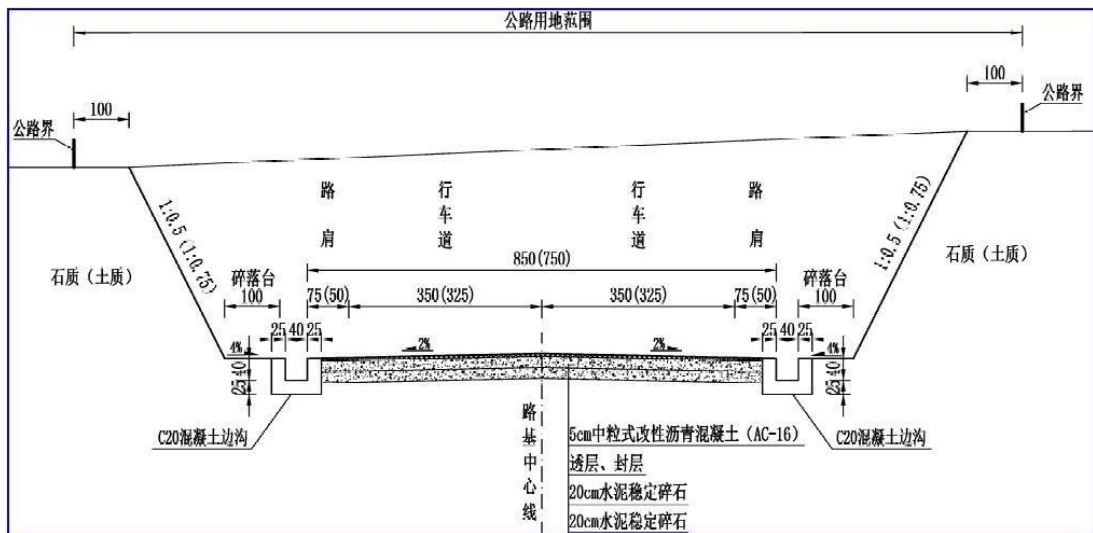 公路用地范围
100
100
公路界
公路界
路肩
行车道
行车道
路肩
1:0.5(1:0.75)
1:0.5(1:0.75)
石质（土质）
石质（土质）
850(750)
碎落台
碎落台
100
75(50)
350(325)
350(325)
75(50)
100
25
40
25
25
40
25
4%
2%
2%
4%
40
25
40
25
C20混凝土边沟
C20混凝土边沟
路基中心线
5cm中粒式改性沥青混凝土（AC-16）
透层、封层
20cm水泥稳定碎石
20cm水泥稳定碎石